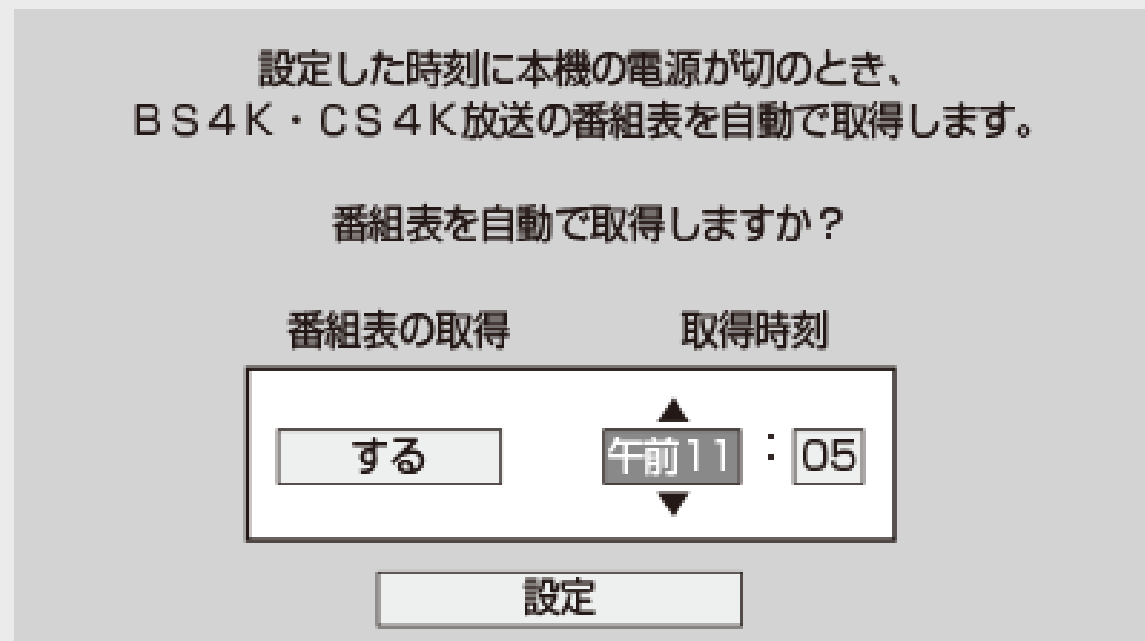 設定した時刻に本機の電源が切のとき、
ＢＳ４Ｋ・ＣＳ４Ｋ放送の番組表を自動で取得します。
番組表を自動で取得しますか？
番組表の取得 取得時刻
▲
する 午前11 : 05
▼
設定